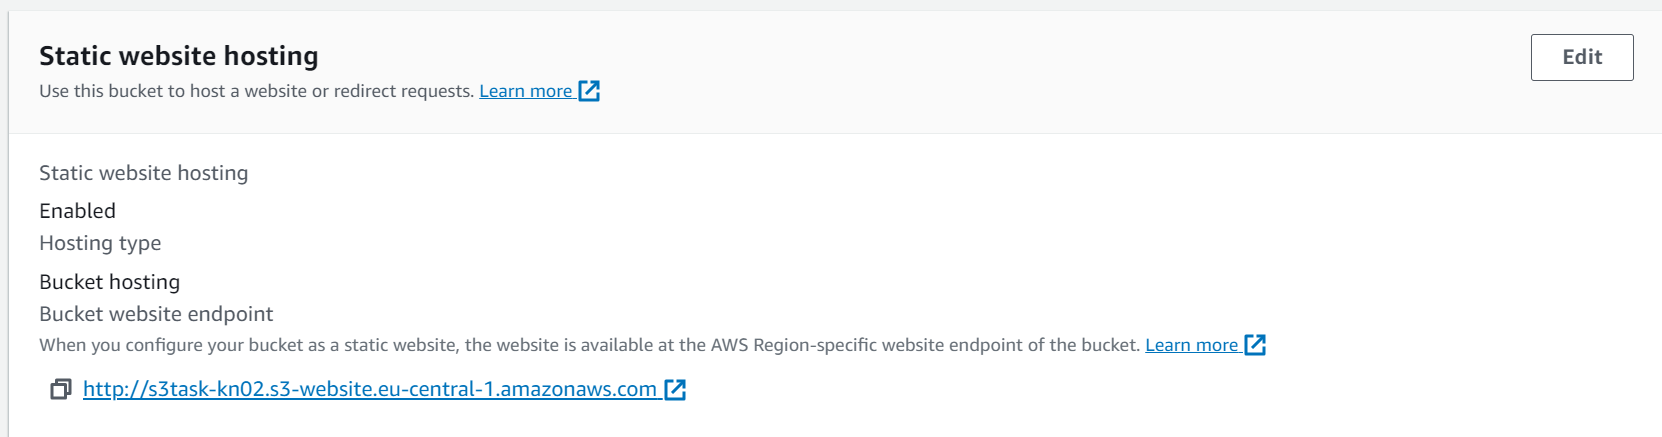 Static website hosting
Edit
Use this bucket to host a website or redirect requests. Learn more
Static website hosting
Enabled
Hosting type
Bucket hosting
Bucket website endpoint
When you configure your bucket as a static website, the website is available at the AWS Region-specific website endpoint of the bucket. Learn more
http://s3task-kn02.s3-website.eu-central-1.amazonaws.com